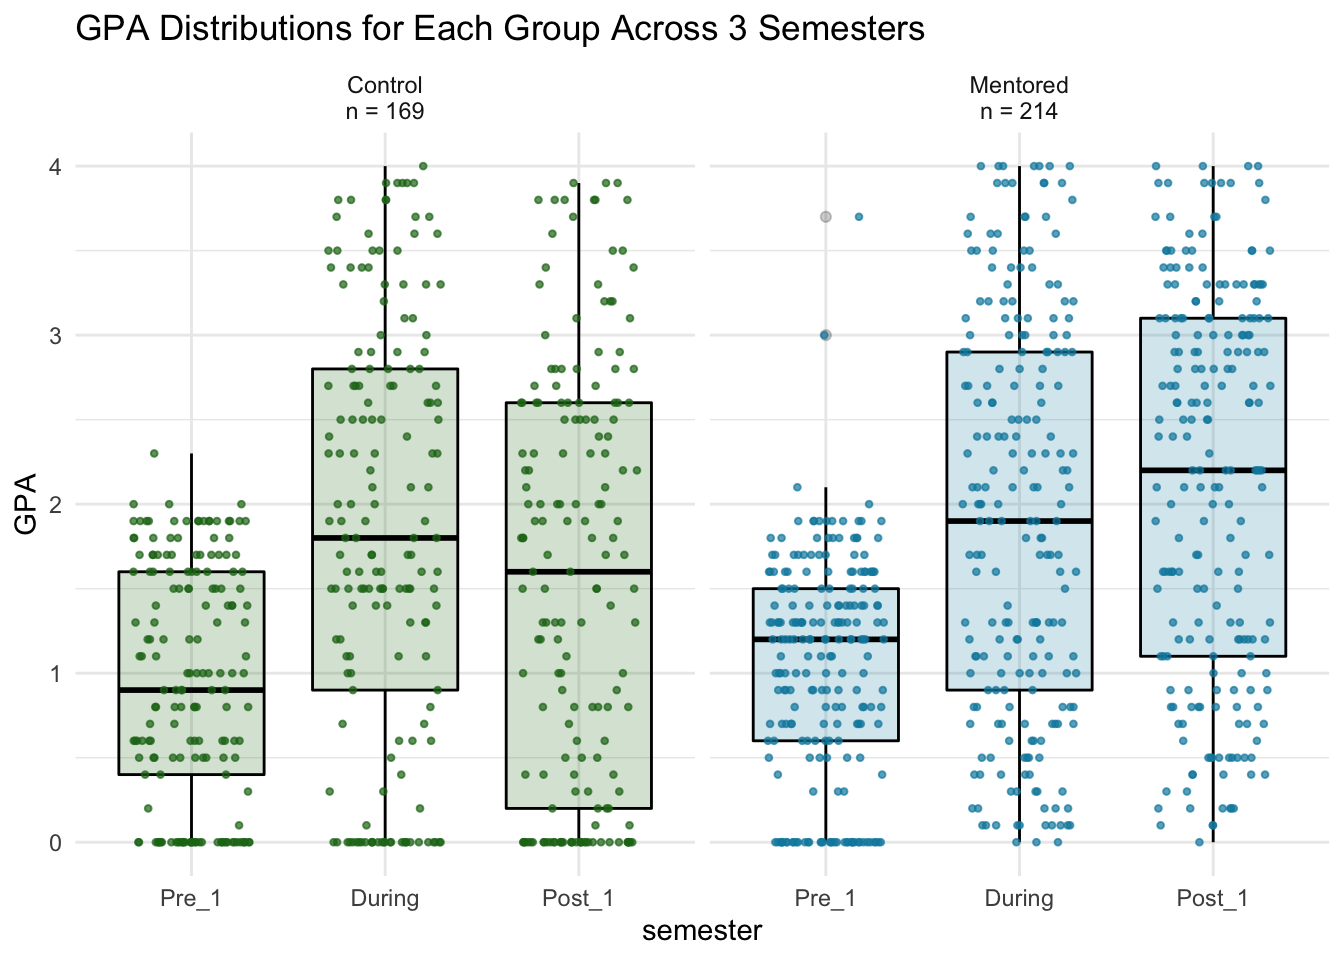 GPA Distributions for Each Group Across 3 Semesters
Control
n = 169
Mentored
n = 214
4
3
2
1
0
GPA
Pre_1
During
Post_1
Pre_1
During
Post_1
semester